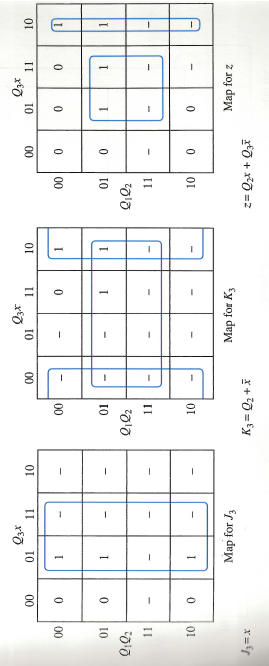 Q₃x
00 01 11 10
00 0 1 – –
01 0 1 – –
Q₁Q₂
11 – – – –
10 0 1 – –
Map for J₃
J₃ = x
Q₃x
00 01 11 10
00 – – 0 1
01 – – 1 1
Q₁Q₂
11 – – – –
10 – – – –
Map for K₃
K₃ = Q₂ + x̅
Q₃x
00 01 11 10
00 0 0 0 1
01 0 1 1 1
Q₁Q₂
11 – – – –
10 0 0 – –
Map for z
z = Q₂x + Q₃x̅